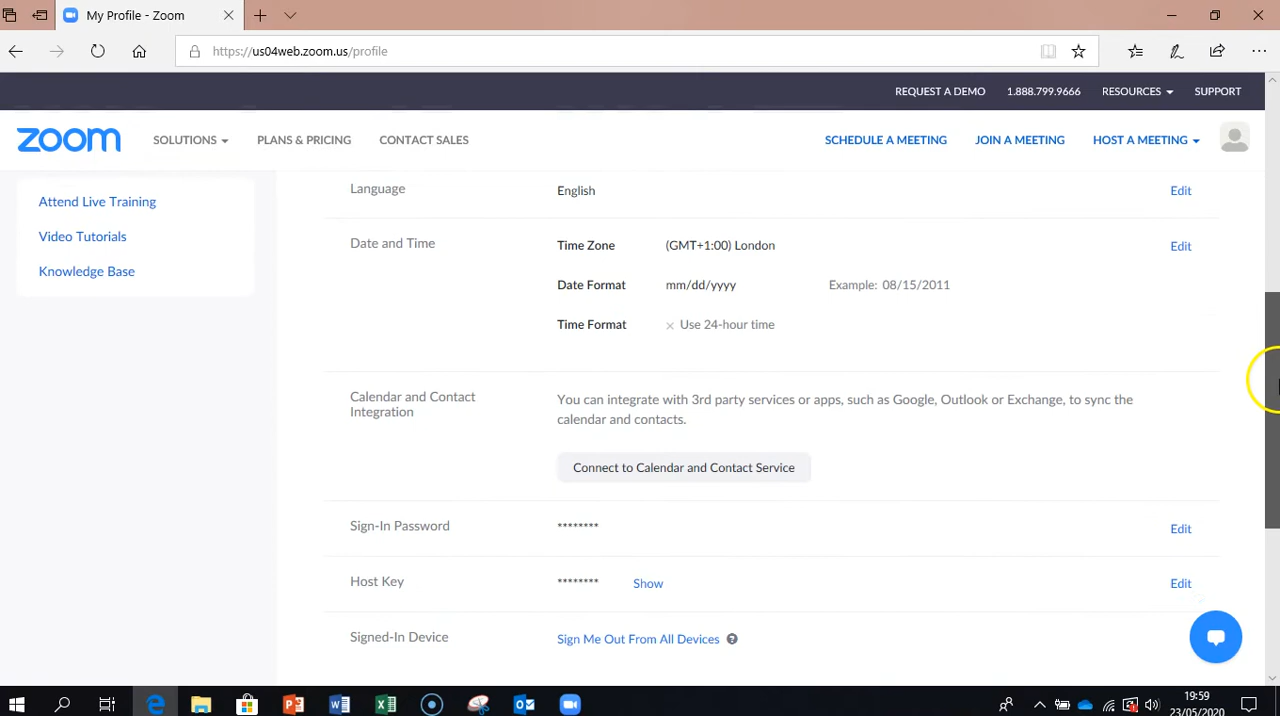 My Profile - Zoom
https://us04web.zoom.us/profile
REQUEST A DEMO 1.888.799.9666 RESOURCES SUPPORT
zoom SOLUTIONS PLANS & PRICING CONTACT SALES SCHEDULE A MEETING JOIN A MEETING HOST A MEETING
Attend Live Training
Video Tutorials
Knowledge Base
Language English Edit
Date and Time Time Zone (GMT+1:00) London Edit
Date Format mm/dd/yyyy Example: 08/15/2011
Time Format × Use 24-hour time
Calendar and Contact
Integration
You can integrate with 3rd party services or apps, such as Google, Outlook or Exchange, to sync the
calendar and contacts.
Connect to Calendar and Contact Service
Sign-In Password ******** Edit
Host Key ******** Show Edit
Signed-In Device Sign Me Out From All Devices ?
19:59
23/05/2020